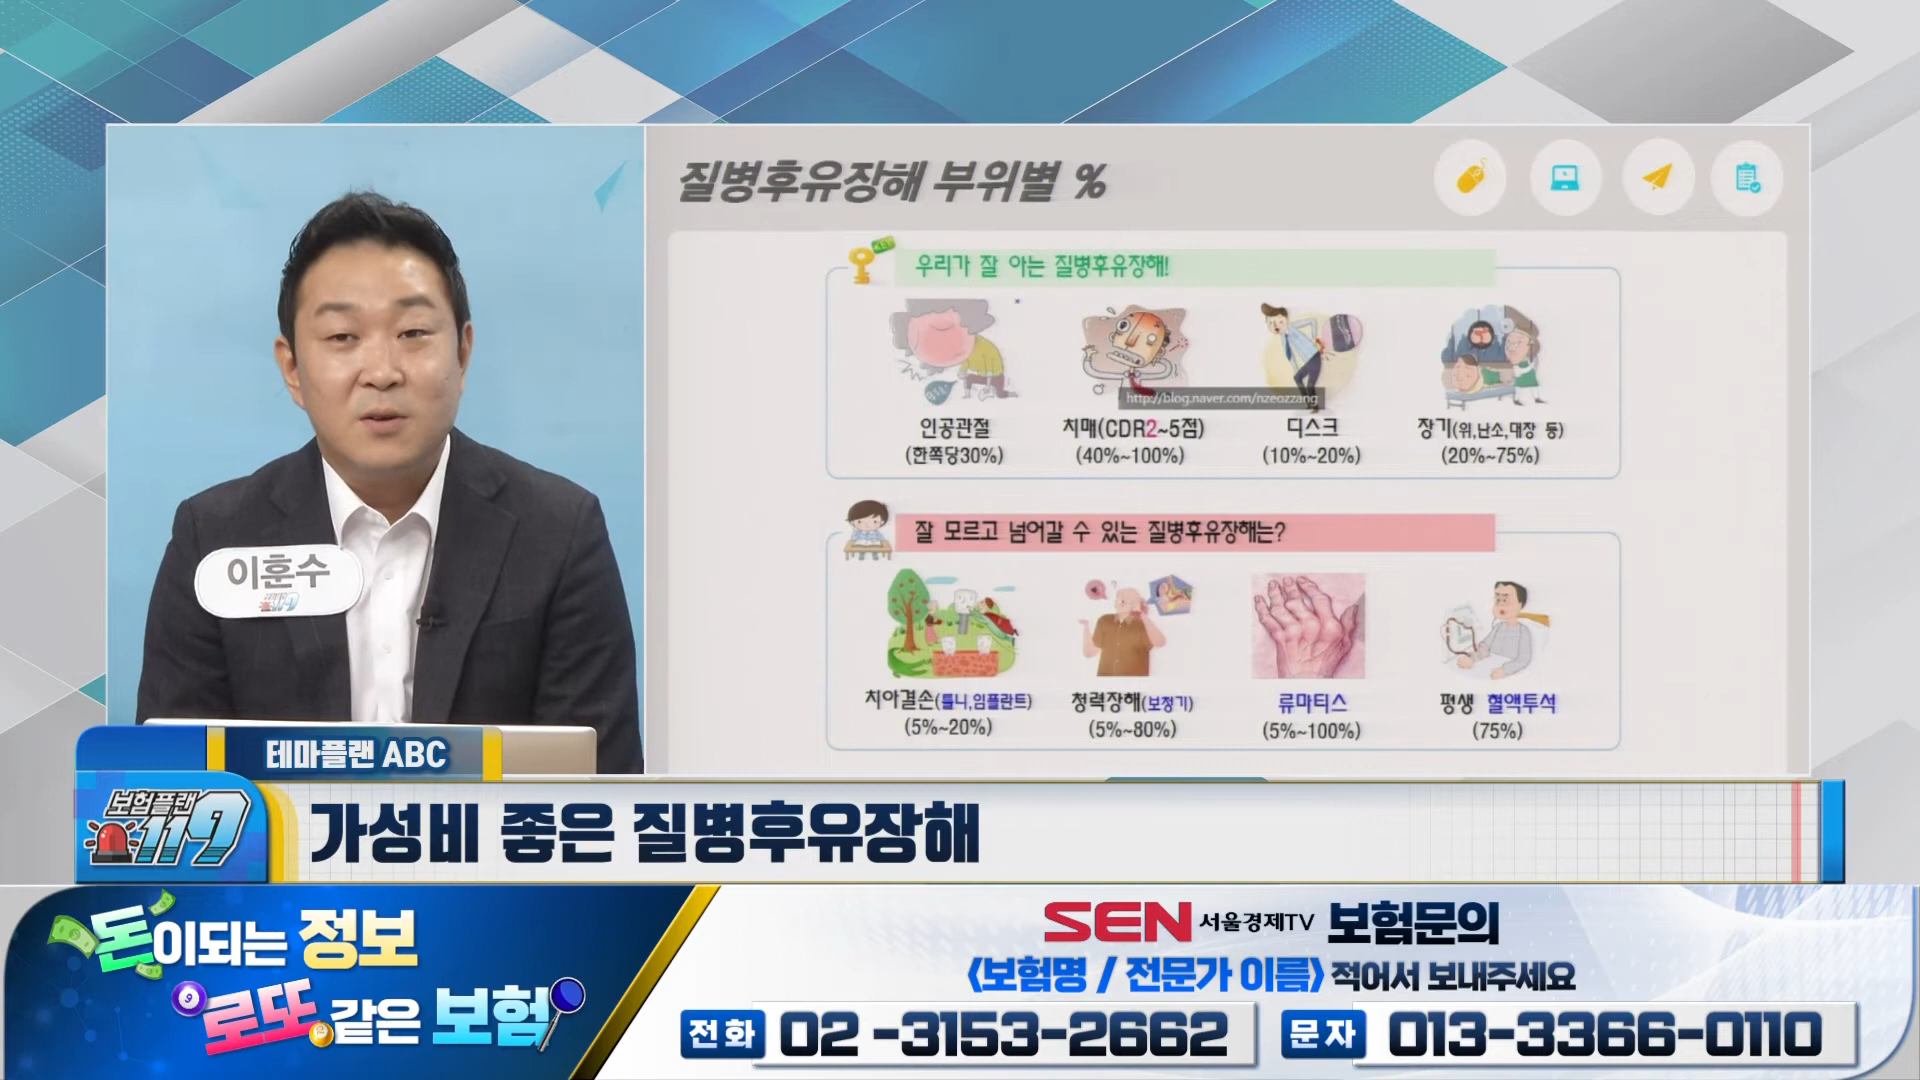 질병후유장해 부위별 %
KEY
우리가 잘 아는 질병후유장해!
인공관절
(한쪽당30%)
치매(CDR2~5점)
(40%~100%)
디스크
(10%~20%)
장기(위,난소,대장 등)
(20%~75%)
http://blog.naver.com/nzeozzang
잘 모르고 넘어갈 수 있는 질병후유장해는?
치아결손(틀니,임플란트)
(5%~20%)
청력장해(보청기)
(5%~80%)
류마티스
(5%~100%)
평생 혈액투석
(75%)
이훈수
119
테마플랜 ABC
보험플랜
119
가성비 좋은 질병후유장해
돈이되는 정보
로또같은 보험
SEN 서울경제TV 보험문의
<보험명 / 전문가 이름> 적어서 보내주세요
전화 02-3153-2662
문자 013-3366-0110